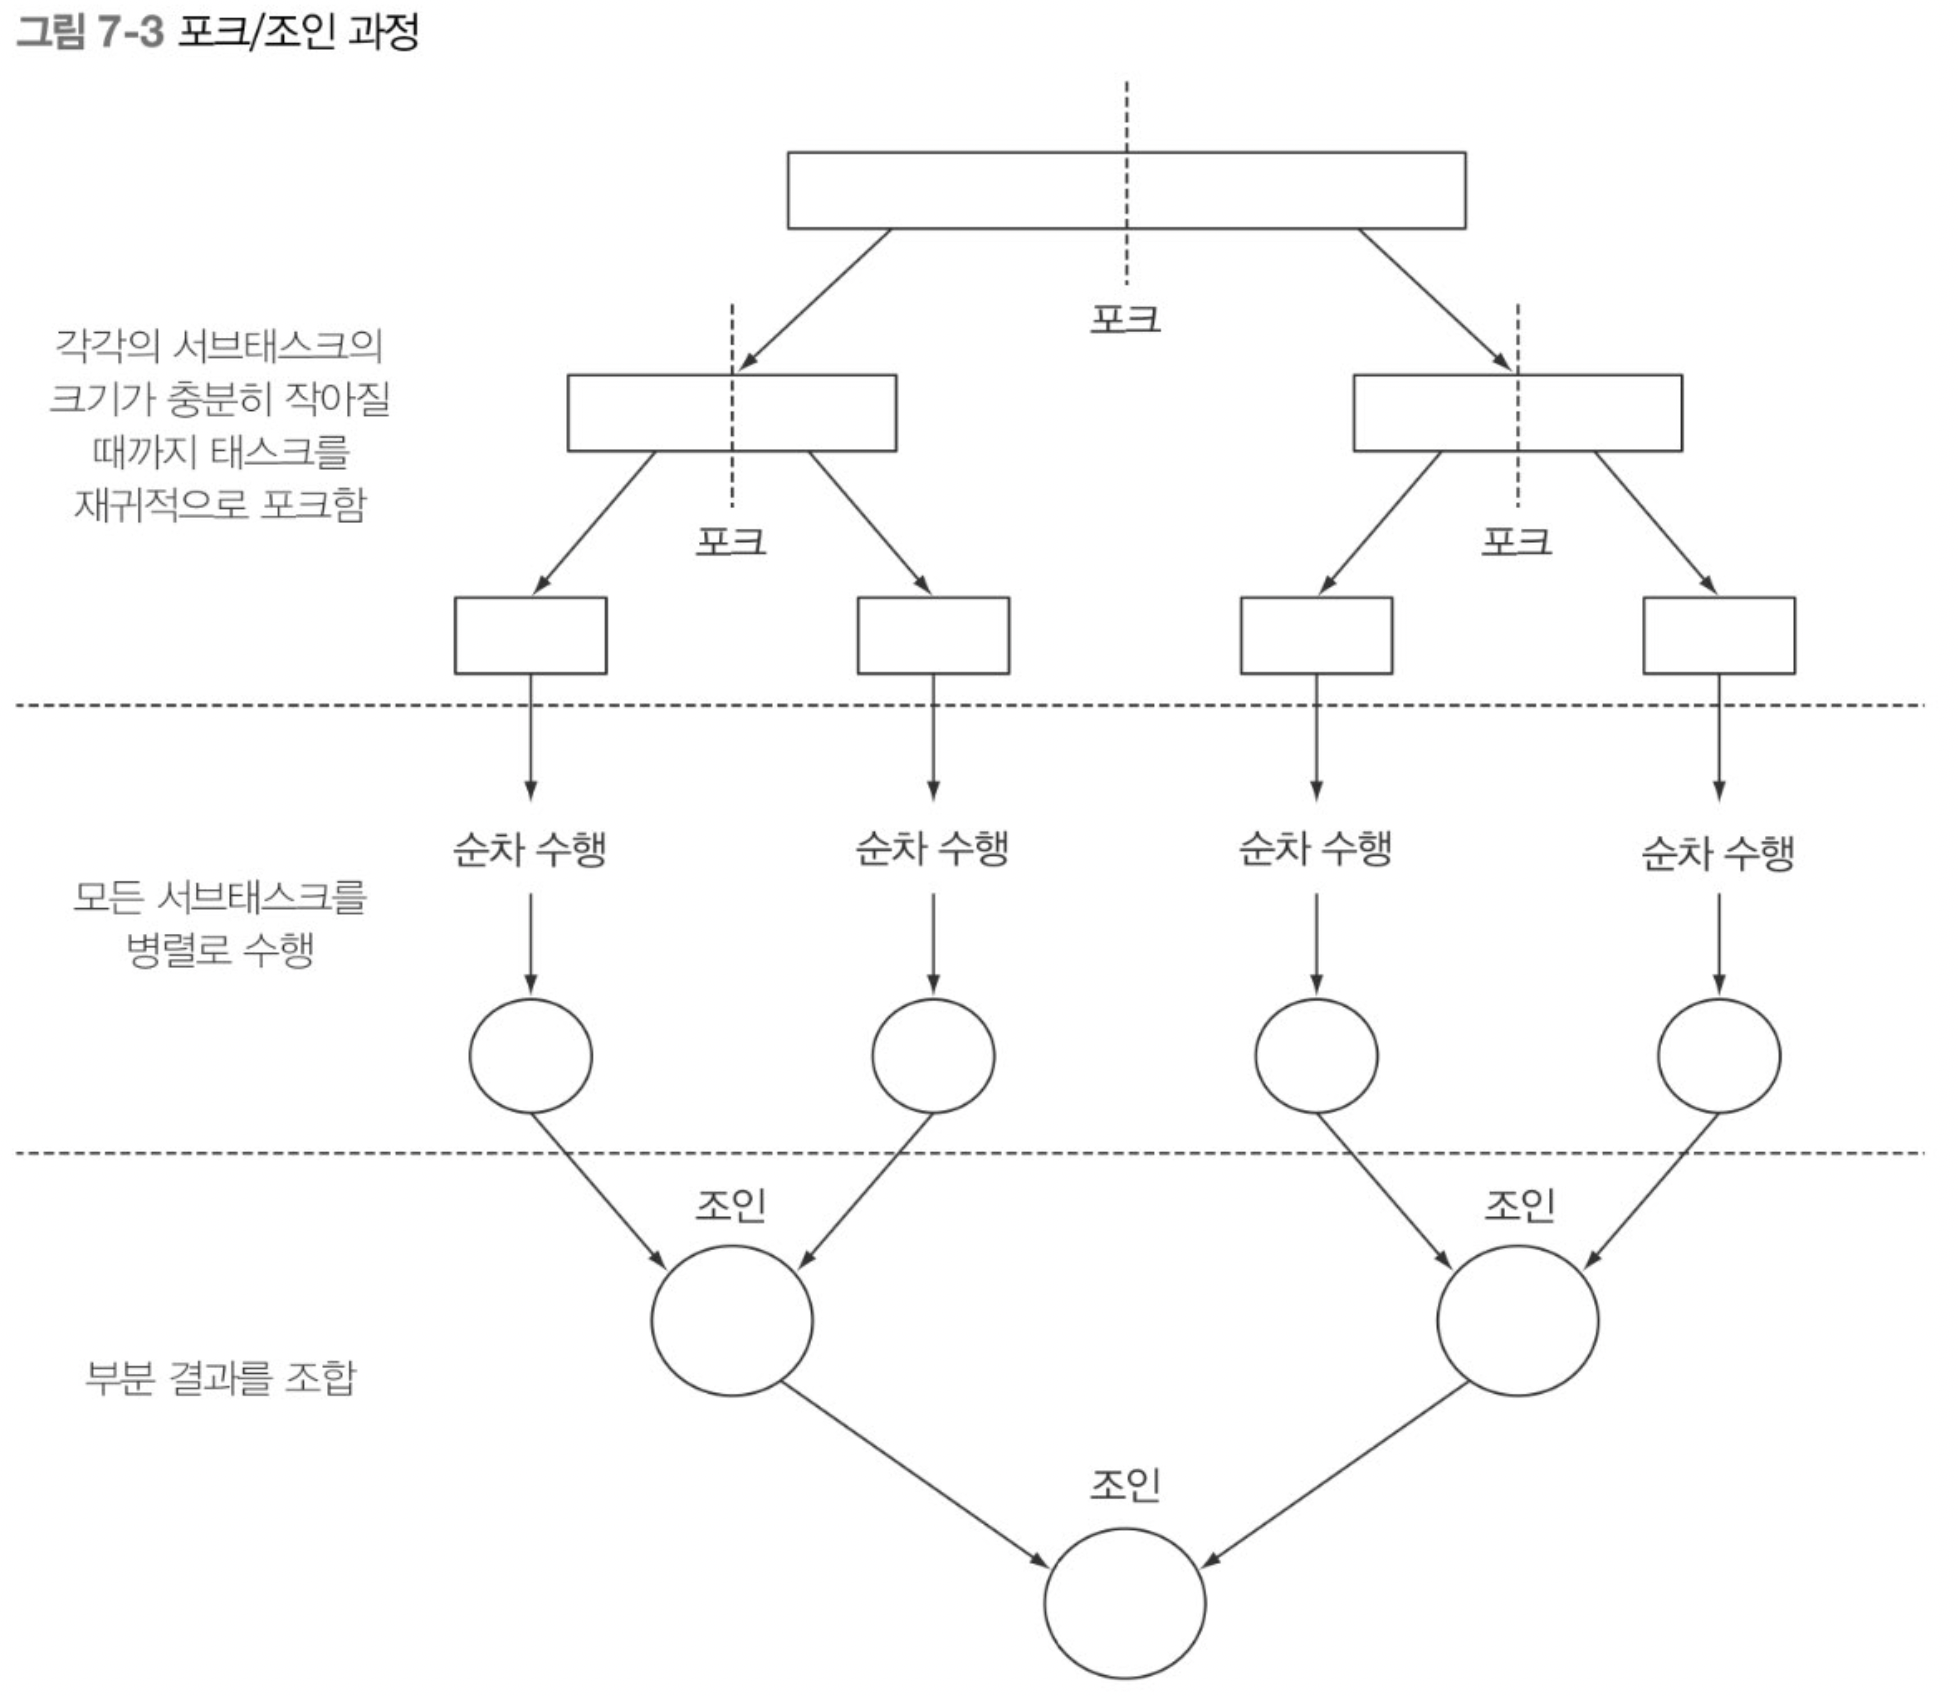 그림 7-3 포크/조인 과정
포크
각각의 서브태스크의
크기가 충분히 작아질
때까지 태스크를
재귀적으로 포크함
포크
포크
순차 수행
순차 수행
순차 수행
순차 수행
모든 서브태스크를
병렬로 수행
조인
조인
부분 결과를 조합
조인